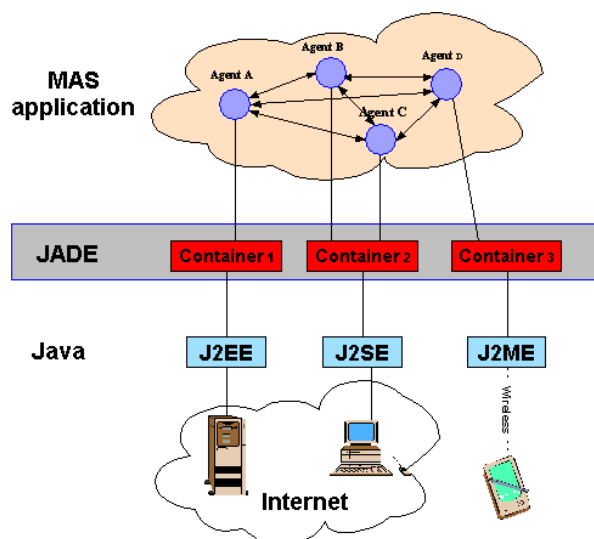 Agent B
Agent D
Agent A
MAS
application
Agent C
JADE
Container 1
Container 2
Container 3
Java
J2EE
J2SE
J2ME
Wireless
Internet